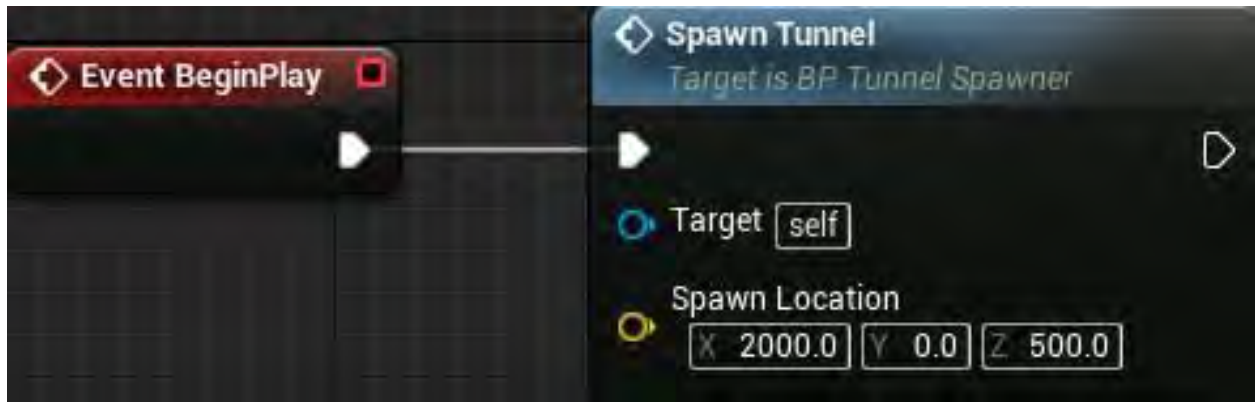 Event BeginPlay
Spawn Tunnel
Target is BP Tunnel Spawner
Target self
Spawn Location
X 2000.0 Y 0.0 Z 500.0